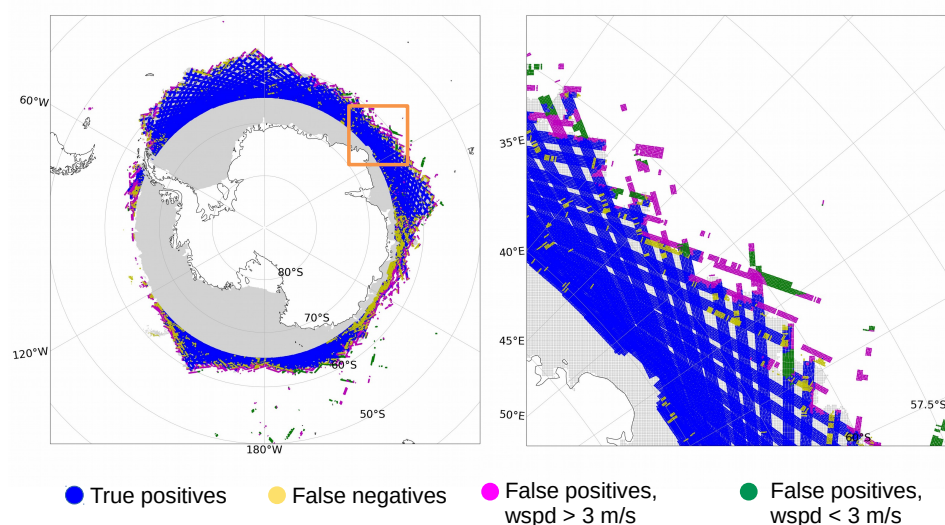 60°W
120°W
180°W
80°S
70°S
60°S
50°S
35°E
40°E
45°E
50°E
57.5°S
True positives
False negatives
False positives,
wspd > 3 m/s
False positives,
wspd < 3 m/s